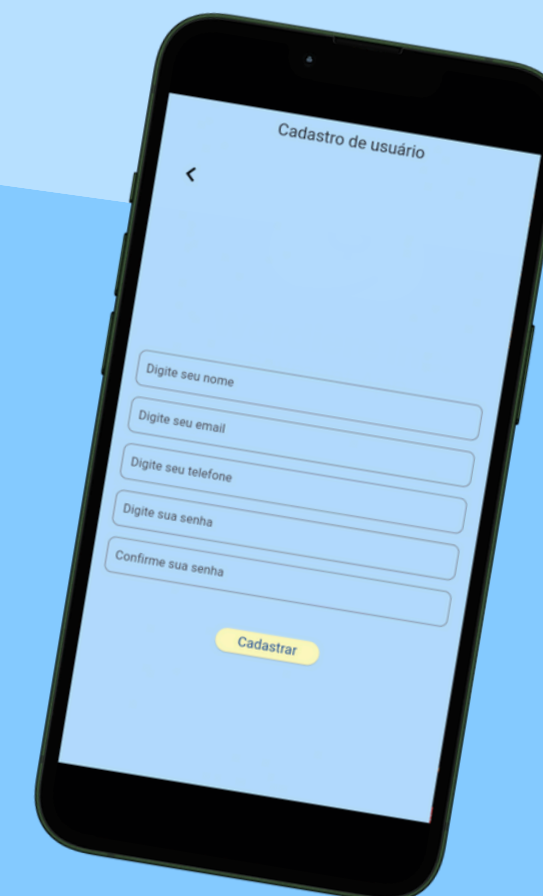 Cadastro de usuário
Digite seu nome
Digite seu email
Digite seu telefone
Digite sua senha
Confirme sua senha
Cadastrar